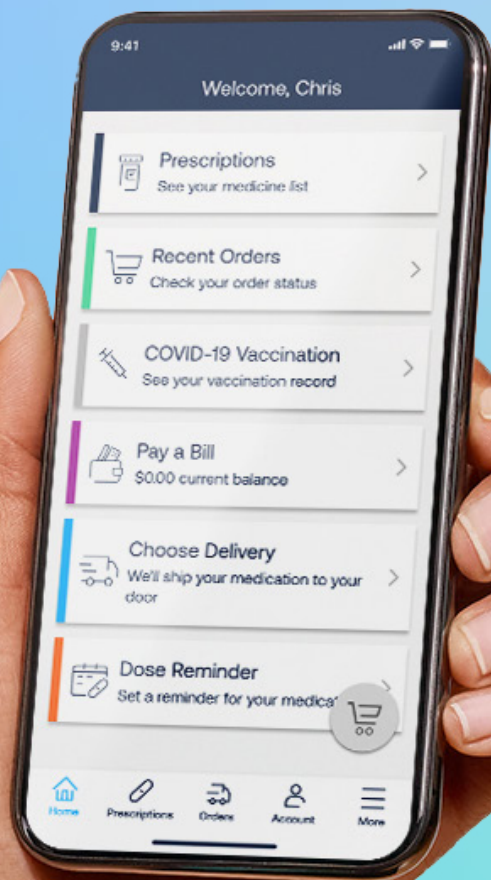 9:41
Welcome, Chris
Prescriptions
See your medicine list
Recent Orders
Check your order status
COVID-19 Vaccination
See your vaccination record
Pay a Bill
$0.00 current balance
Choose Delivery
We'll ship your medication to your
door
Dose Reminder
Set a reminder for your medica
Home
Prescriptions
Orders
Account
More